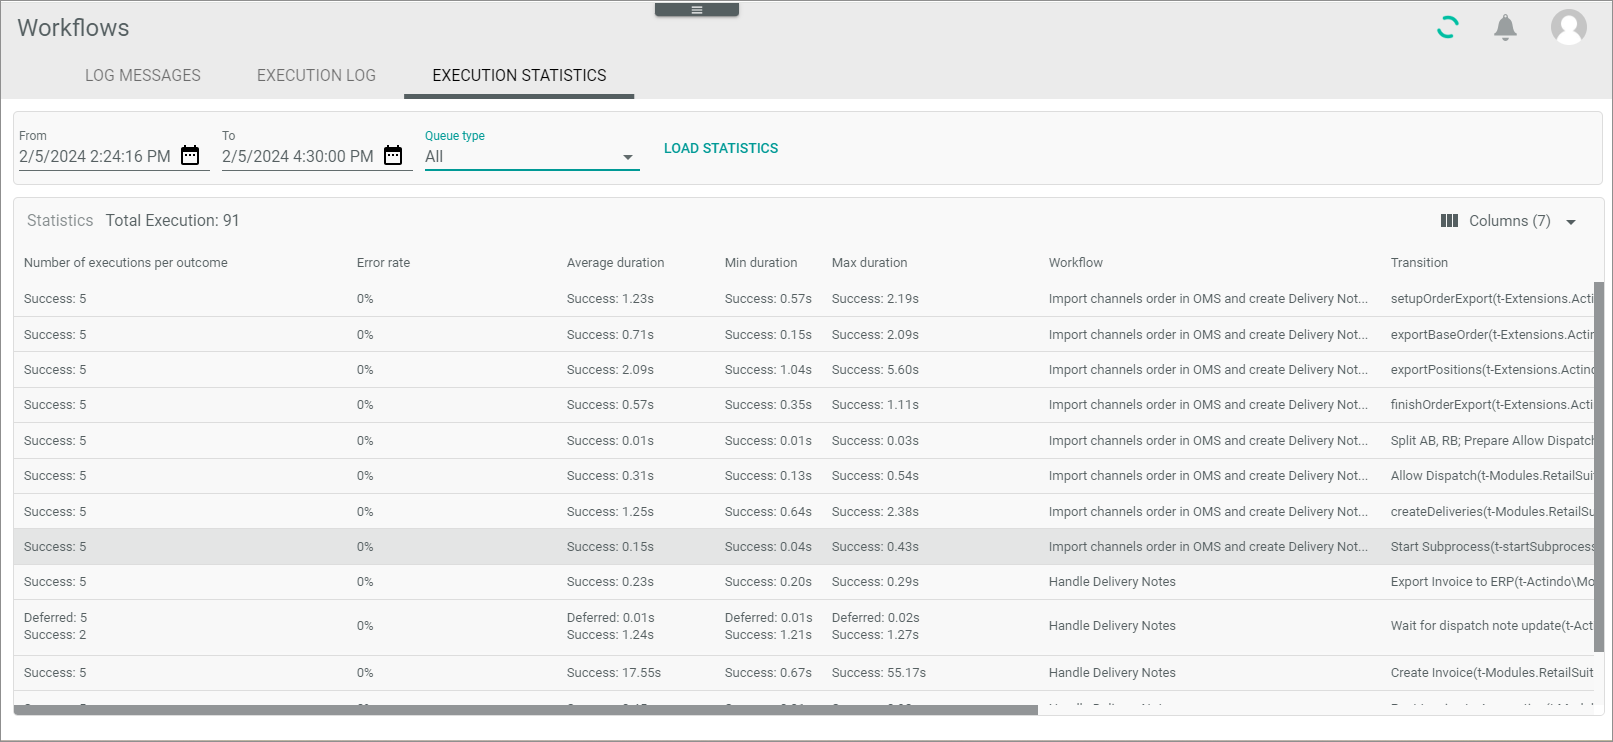 Workflows
LOG MESSAGES EXECUTION LOG EXECUTION STATISTICS
From To Queue type
2/5/2024 2:24:16 PM 2/5/2024 4:30:00 PM All LOAD STATISTICS
Statistics Total Execution: 91 Columns (7)
Number of executions per outcome Error rate Average duration Min duration Max duration Workflow Transition
Success: 5 0% Success: 1.23s Success: 0.57s Success: 2.19s Import channels order in OMS and create Delivery Not... setupOrderExport(t-Extensions.Acti
Success: 5 0% Success: 0.71s Success: 0.15s Success: 2.09s Import channels order in OMS and create Delivery Not... exportBaseOrder(t-Extensions.Actin
Success: 5 0% Success: 2.09s Success: 1.04s Success: 5.60s Import channels order in OMS and create Delivery Not... exportPositions(t-Extensions.Actind
Success: 5 0% Success: 0.57s Success: 0.35s Success: 1.11s Import channels order in OMS and create Delivery Not... finishOrderExport(t-Extensions.Acti
Success: 5 0% Success: 0.01s Success: 0.01s Success: 0.03s Import channels order in OMS and create Delivery Not... Split AB, RB; Prepare Allow Dispatch
Success: 5 0% Success: 0.31s Success: 0.13s Success: 0.54s Import channels order in OMS and create Delivery Not... Allow Dispatch(t-Modules.RetailSui
Success: 5 0% Success: 1.25s Success: 0.64s Success: 2.38s Import channels order in OMS and create Delivery Not... createDeliveries(t-Modules.RetailSu
Success: 5 0% Success: 0.15s Success: 0.04s Success: 0.43s Import channels order in OMS and create Delivery Not... Start Subprocess(t-startSubprocess
Success: 5 0% Success: 0.23s Success: 0.20s Success: 0.29s Handle Delivery Notes Export Invoice to ERP(t-Actindo\Mo
Deferred: 5 Deferred: 0.01s Deferred: 0.01s Deferred: 0.02s
0% Handle Delivery Notes Wait for dispatch note update(t-Act
Success: 2 Success: 1.24s Success: 1.21s Success: 1.27s
Success: 5 0% Success: 17.55s Success: 0.67s Success: 55.17s Handle Delivery Notes Create Invoice(t-Modules.RetailSuit